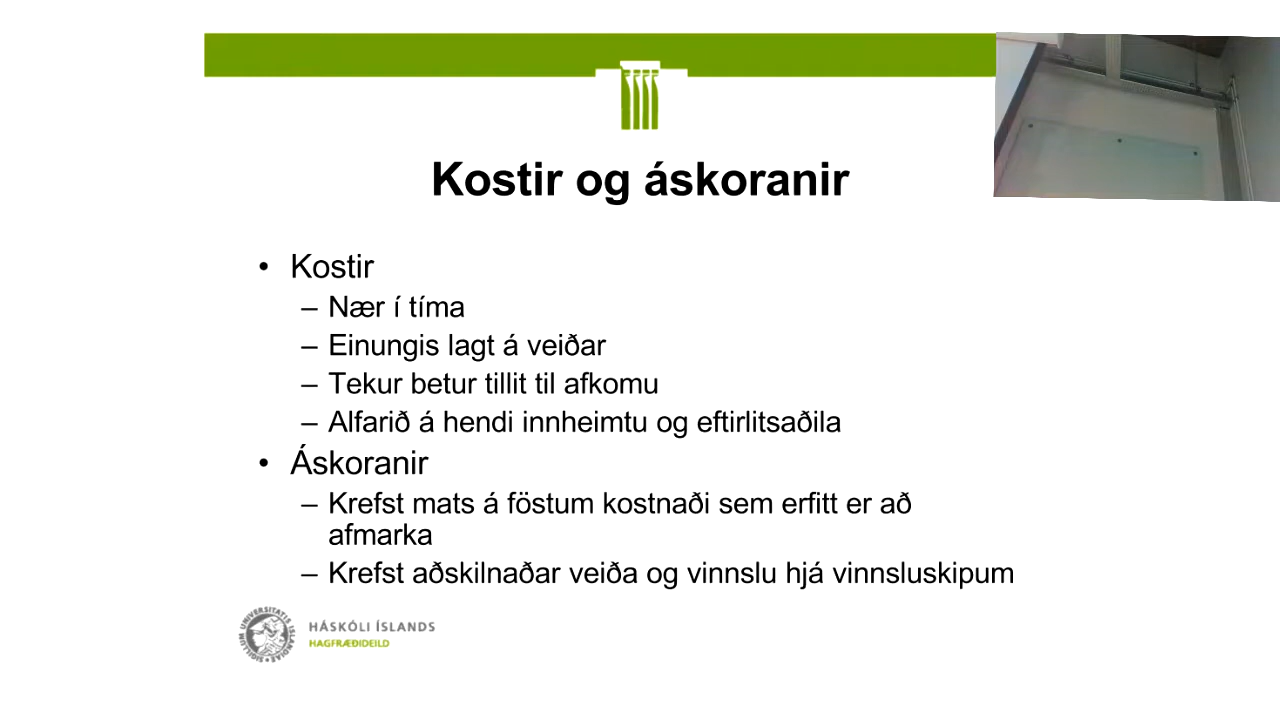 Kostir og áskoranir
• Kostir
– Nær í tíma
– Einungis lagt á veiðar
– Tekur betur tillit til afkomu
– Alfarið á hendi innheimtu og eftirlitsaðila
• Áskoranir
– Krefst mats á föstum kostnaði sem erfitt er að
afmarka
– Krefst aðskilnaðar veiða og vinnslu hjá vinnsluskipum
HÁSKÓLI ÍSLANDS
HAGFRÆÐIDEILD